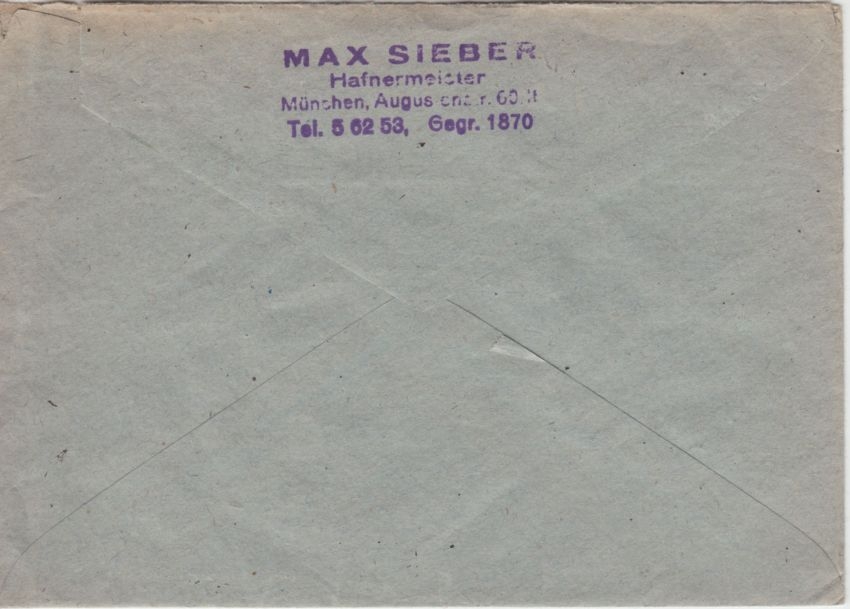 MAX SIEBER
Hafnermeister
München,
Tel. 5 62 53, Gegr. 1870